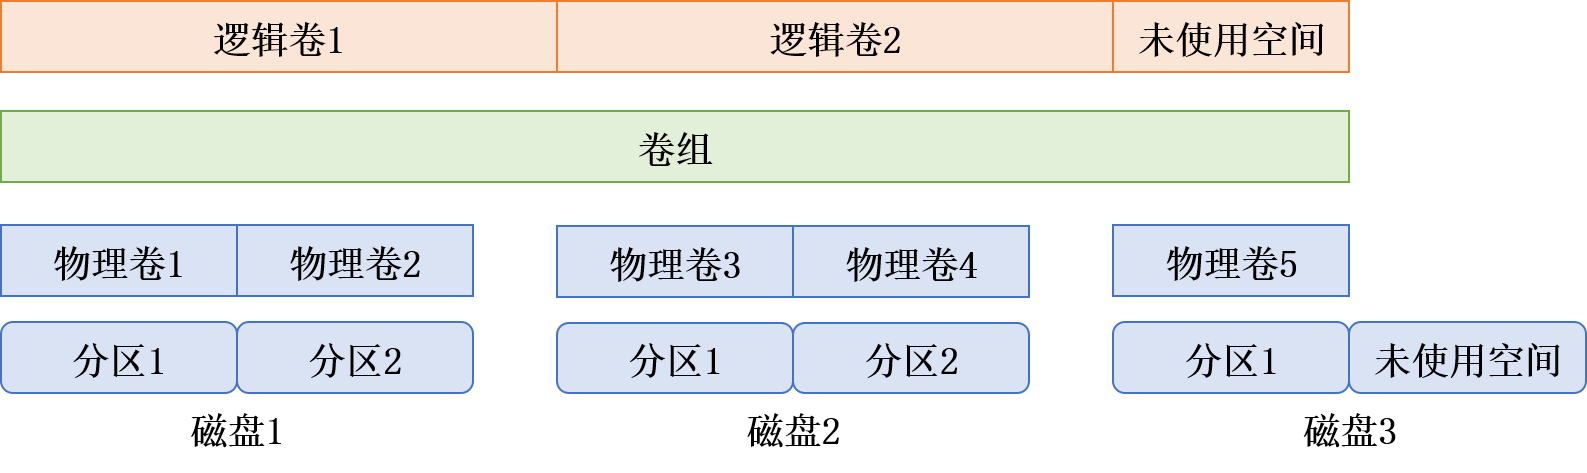 逻辑卷1 逻辑卷2 未使用空间
卷组
物理卷1 物理卷2 物理卷3 物理卷4 物理卷5
分区1 分区2 分区1 分区2 分区1 未使用空间
磁盘1 磁盘2 磁盘3